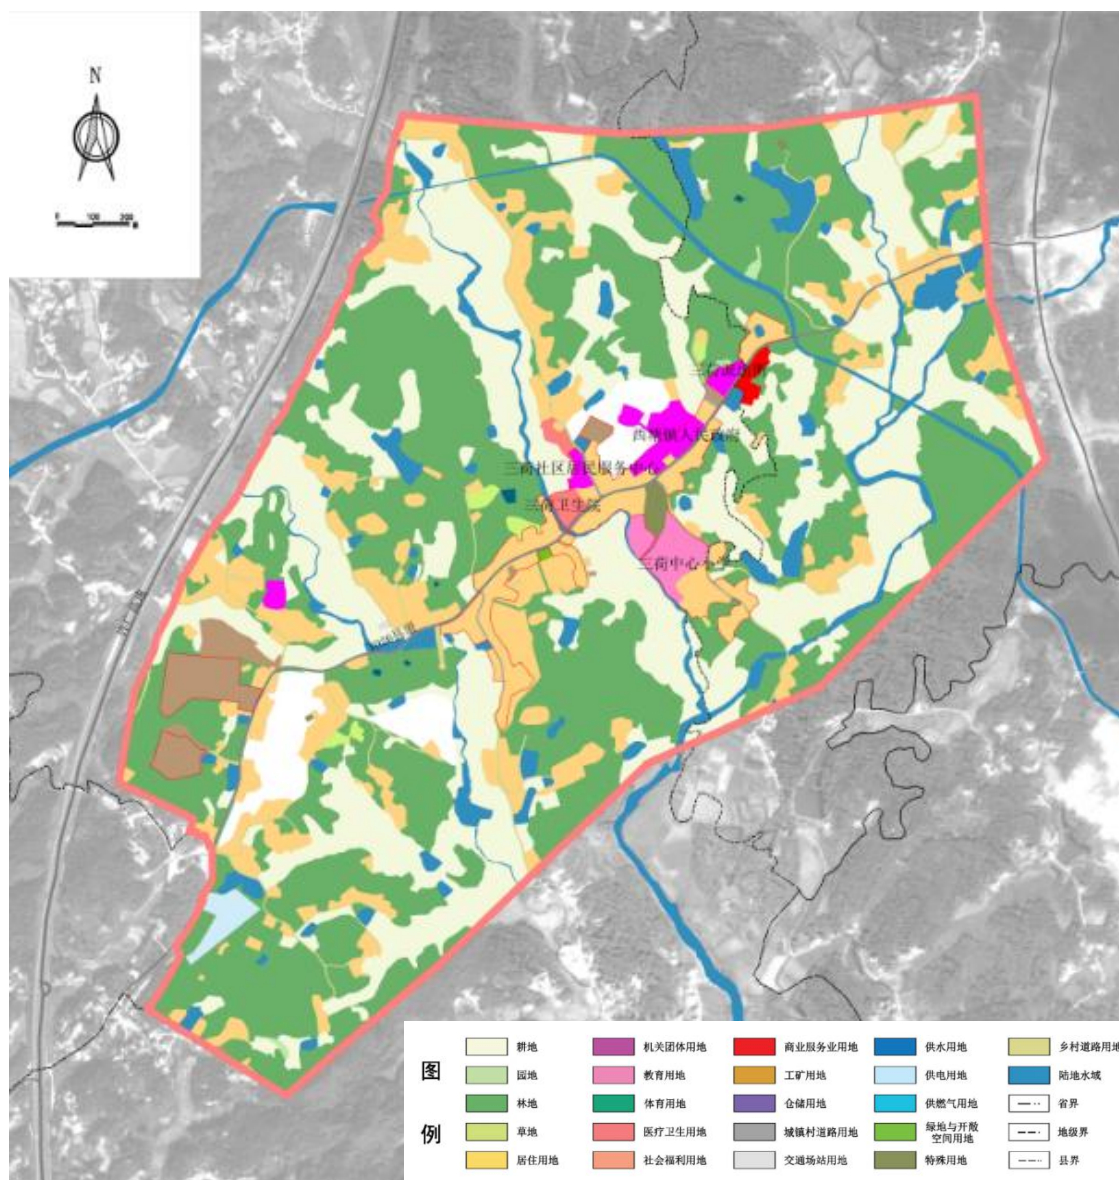 N
0 100 200 m
西塘镇人民政府
三荷社区居民服务中心
三荷卫生院
三荷中心小学
图
例
耕地
园地
林地
草地
居住用地
机关团体用地
教育用地
体育用地
医疗卫生用地
社会福利用地
商业服务业用地
工矿用地
仓储用地
城镇村道路用地
交通场站用地
供水用地
供电用地
供燃气用地
绿地与开敞
空间用地
特殊用地
乡村道路用地
陆地水域
省界
地级界
县界